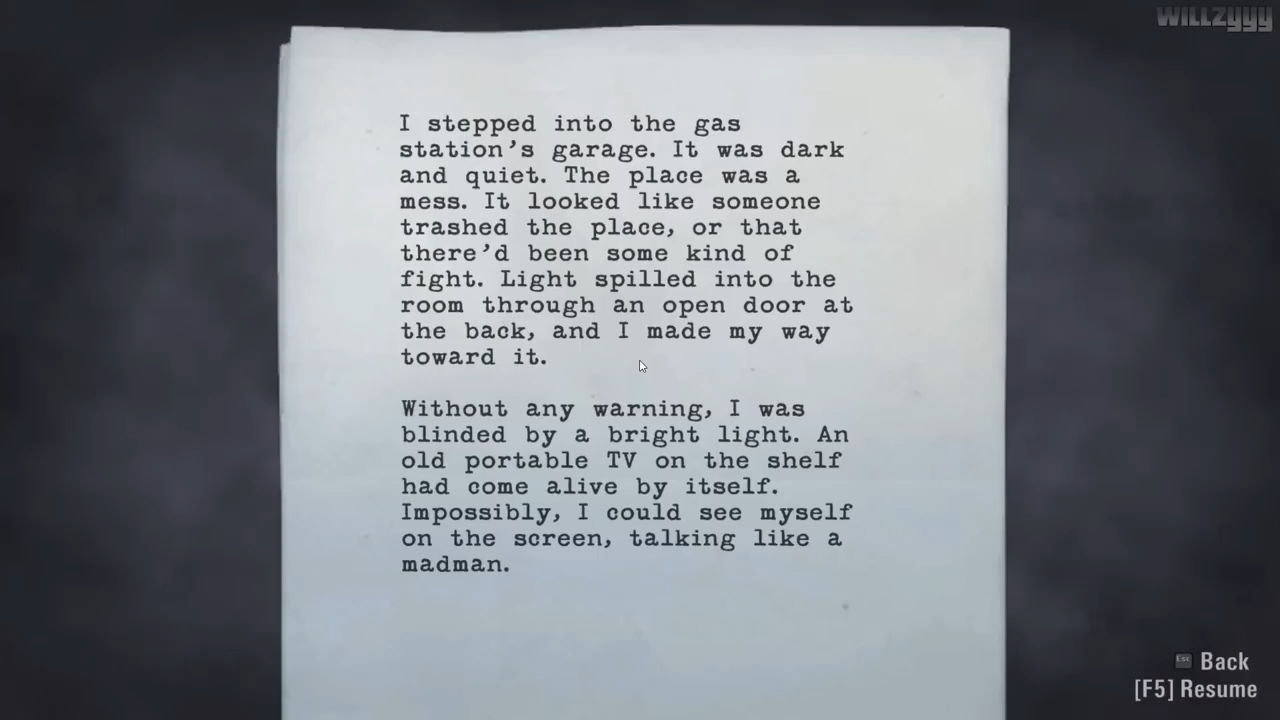 WILLZyyy
I stepped into the gas
station’s garage. It was dark
and quiet. The place was a
mess. It looked like someone
trashed the place, or that
there’d been some kind of
fight. Light spilled into the
room through an open door at
the back, and I made my way
toward it.
Without any warning, I was
blinded by a bright light. An
old portable TV on the shelf
had come alive by itself.
Impossibly, I could see myself
on the screen, talking like a
madman.
Esc Back
[F5] Resume